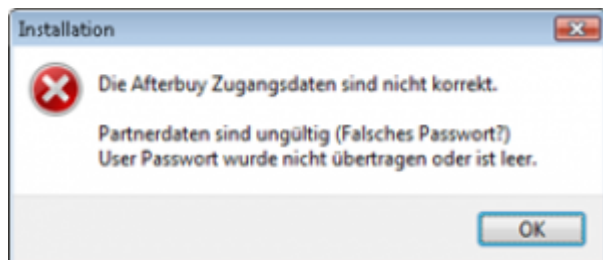 Installation
Die Afterbuy Zugangsdaten sind nicht korrekt.
Partnerdaten sind ungültig (Falsches Passwort?)
User Passwort wurde nicht übertragen oder ist leer.
OK